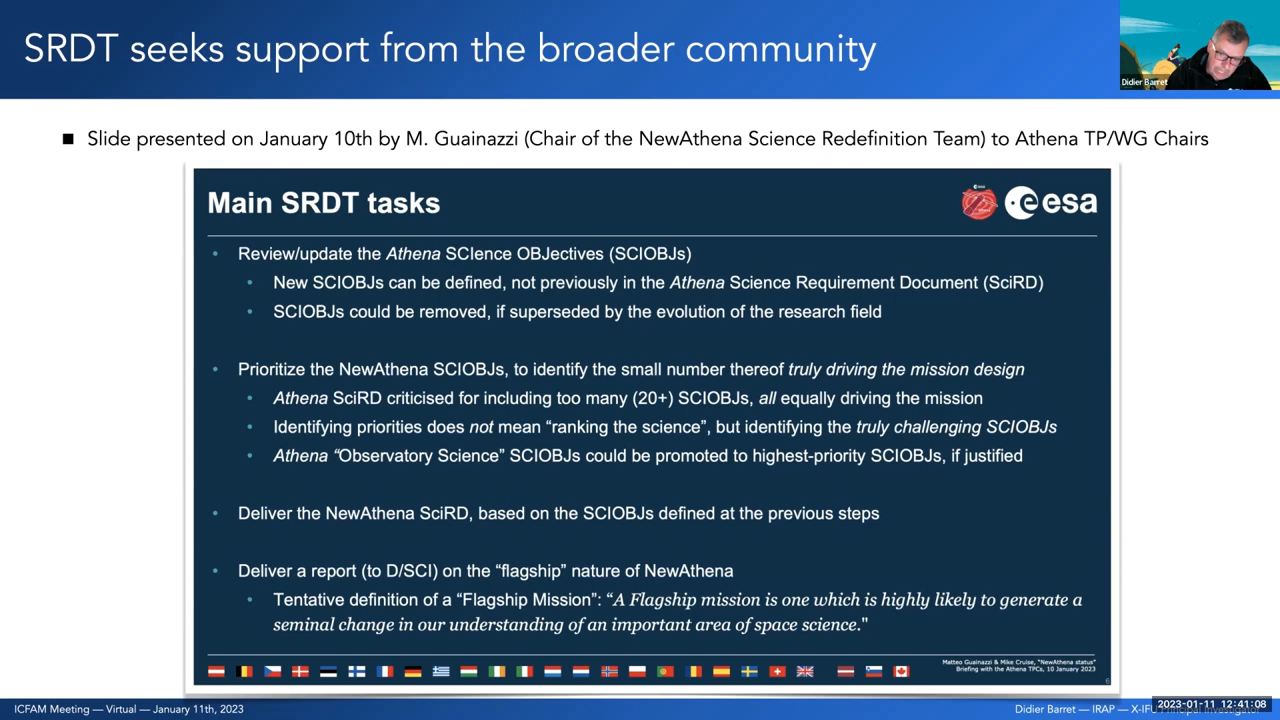 SRDT seeks support from the broader community
Didier Barret
■ Slide presented on January 10th by M. Guainazzi (Chair of the NewAthena Science Redefinition Team) to Athena TP/WG Chairs
Main SRDT tasks
esa
• Review/update the Athena SCIence OBJectives (SCIOBJs)
• New SCIOBJs can be defined, not previously in the Athena Science Requirement Document (SciRD)
• SCIOBJs could be removed, if superseded by the evolution of the research field
• Prioritize the NewAthena SCIOBJs, to identify the small number thereof truly driving the mission design
• Athena SciRD criticised for including too many (20+) SCIOBJs, all equally driving the mission
• Identifying priorities does not mean “ranking the science”, but identifying the truly challenging SCIOBJs
• Athena “Observatory Science” SCIOBJs could be promoted to highest-priority SCIOBJs, if justified
• Deliver the NewAthena SciRD, based on the SCIOBJs defined at the previous steps
• Deliver a report (to D/SCI) on the “flagship” nature of NewAthena
• Tentative definition of a “Flagship Mission”: “A Flagship mission is one which is highly likely to generate a
seminal change in our understanding of an important area of space science."
Matteo Guainazzi & Mike Cruise, "NewAthena status"
Briefing with the Athena TPCs, 10 January 2023
ICFAM Meeting — Virtual — January 11th, 2023
Didier Barret — IRAP —
2023-01-11 12:41:08